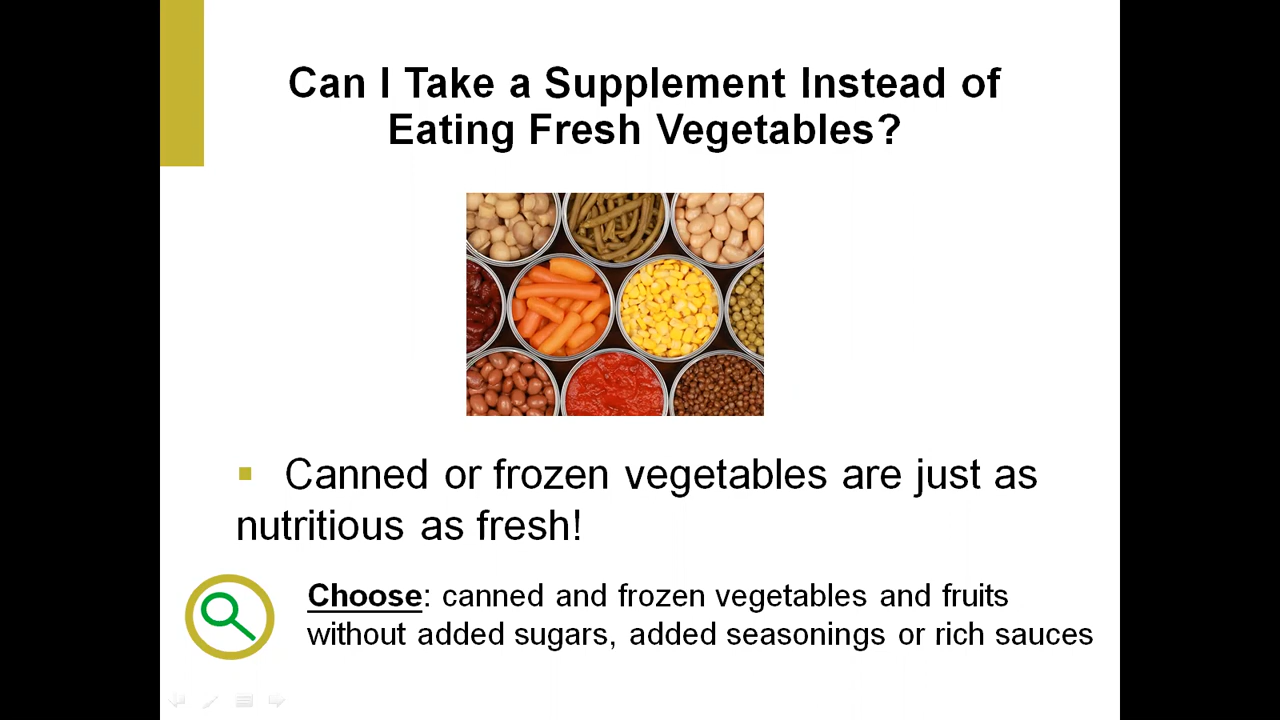 Can I Take a Supplement Instead of
Eating Fresh Vegetables?
▪ Canned or frozen vegetables are just as
nutritious as fresh!
Choose: canned and frozen vegetables and fruits
without added sugars, added seasonings or rich sauces